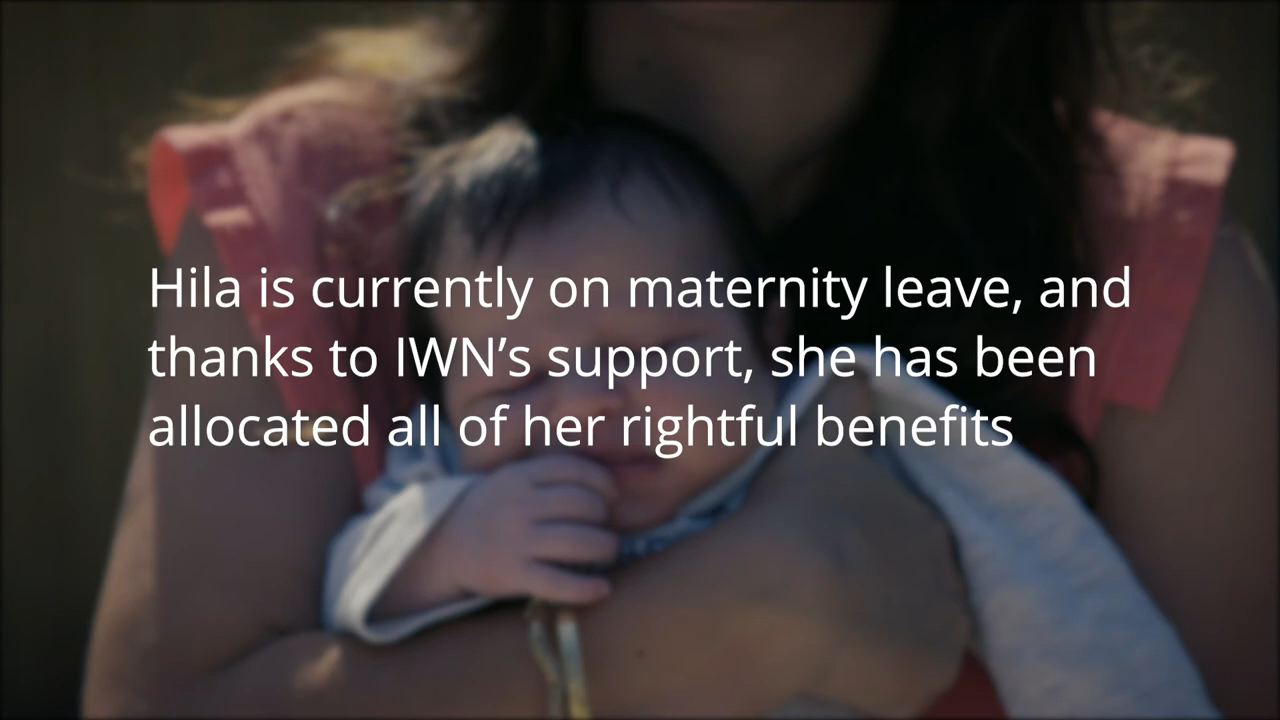 Hila is currently on maternity leave, and
thanks to IWN’s support, she has been
allocated all of her rightful benefits